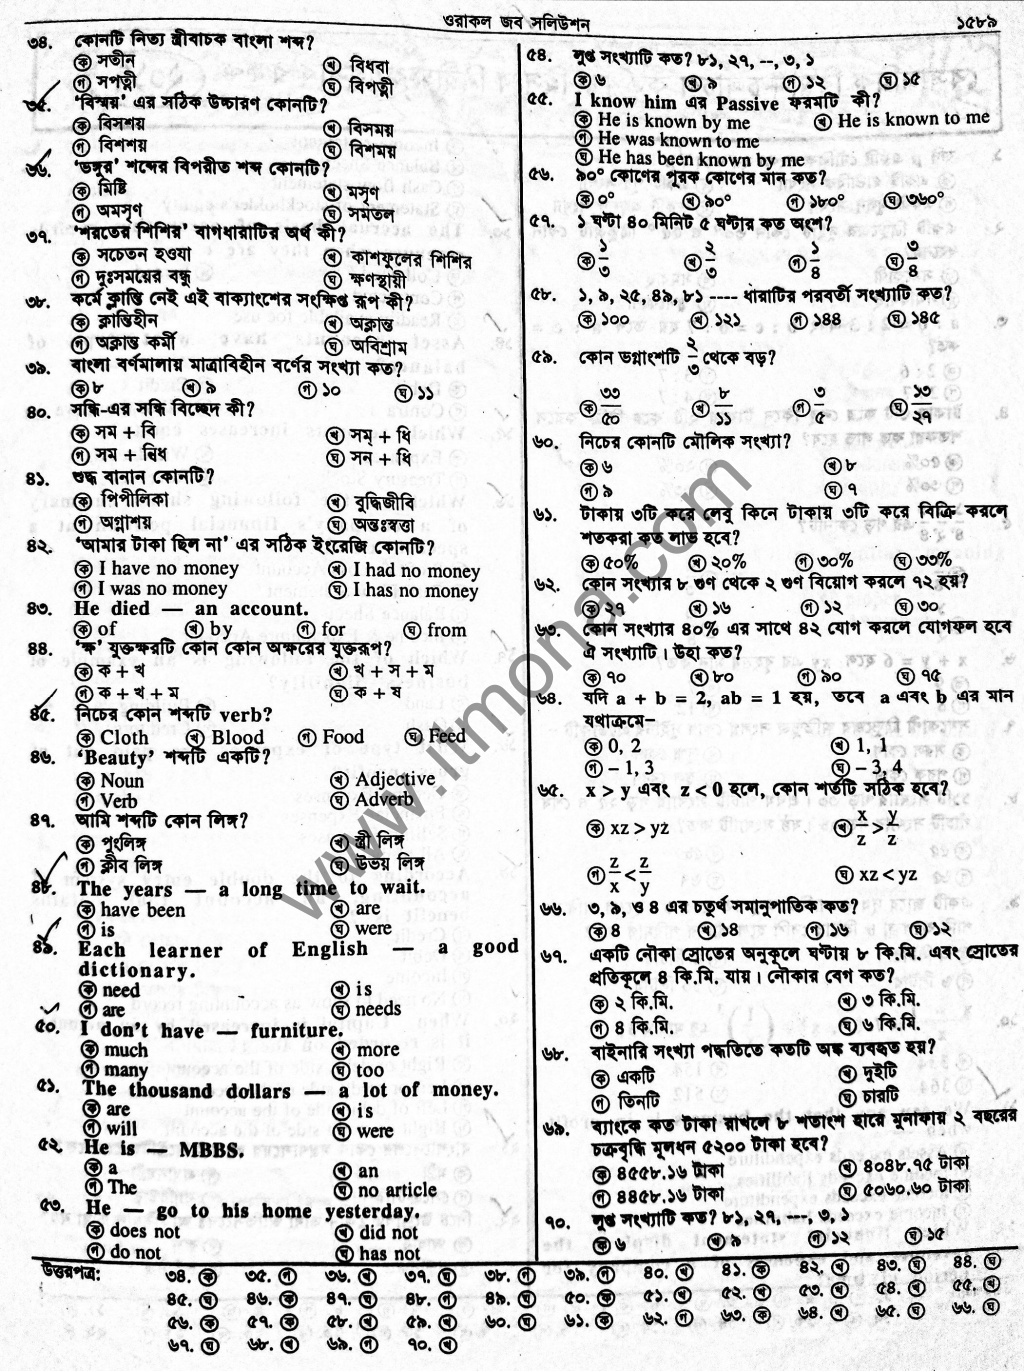 ওরাকল জব সলিউশন
১৫৮৯
৩৪. কোনটি নিত্য স্ত্রীবাচক বাংলা শব্দ?
ক সতীন খ বিধবা
গ সপত্নী ঘ বিপত্নী
৩৫. ‘বিস্ময়’ এর সঠিক উচ্চারণ কোনটি?
ক বিসশয় খ বিসময়
গ বিশশয় ঘ বিশময়
৩৬. ‘ভঙ্গুর’ শব্দের বিপরীত শব্দ কোনটি?
ক মিষ্টি খ মসৃণ
গ অমসৃণ ঘ সমতল
৩৭. ‘শরতের শিশির’ বাগধারাটির অর্থ কী?
ক সচেতন হওযা খ কাশফুলের শিশির
গ দুঃসময়ের বন্ধু ঘ ক্ষণস্থায়ী
৩৮. কর্মে ক্লান্তি নেই এই বাক্যাংশের সংক্ষিপ্ত রূপ কী?
ক ক্লান্তিহীন খ অক্লান্ত
গ অক্লান্ত কর্মী ঘ অবিশ্রাম
৩৯. বাংলা বর্ণমালায় মাত্রাবিহীন বর্ণের সংখ্যা কত?
ক ৮ খ ৯ গ ১০ ঘ ১১
৪০. সন্ধি-এর সন্ধি বিচ্ছেদ কী?
ক সম + বি খ সম্ + ধি
গ সম + ন্ধি ঘ সন + ধি
৪১. শুদ্ধ বানান কোনটি?
ক পিপীলিকা খ বুদ্ধিজীবি
গ অগ্নাশয় ঘ অন্তঃস্বত্তা
৪২. ‘আমার টাকা ছিল না’ এর সঠিক ইংরেজি কোনটি?
ক I have no money খ I had no money
গ I was no money ঘ I has no money
৪৩. He died — an account.
ক of খ by গ for ঘ from
৪৪. ‘ক্ষ’ যুক্তক্ষরটি কোন কোন অক্ষরের যুক্তরূপ?
ক ক + খ খ খ + স + ম
গ ক + খ + ম ঘ ক + ষ
৪৫. নিচের কোন শব্দটি verb?
ক Cloth খ Blood গ Food ঘ Feed
৪৬. ‘Beauty’ শব্দটি একটি?
ক Noun খ Adjective
গ Verb ঘ Adverb
৪৭. আমি শব্দটি কোন লিঙ্গ?
ক পুংলিঙ্গ খ স্ত্রী লিঙ্গ
গ ক্লীব লিঙ্গ ঘ উভয় লিঙ্গ
৪৮. The years — a long time to wait.
ক have been খ are
গ is ঘ were
৪৯. Each learner of English — a good
dictionary.
ক need খ is
গ are ঘ needs
৫০. I don't have — furniture.
ক much খ more
গ many ঘ too
৫১. The thousand dollars — a lot of money.
ক are খ is
গ will ঘ were
৫২. He is — MBBS.
ক a খ an
গ The ঘ no article
৫৩. He — go to his home yesterday.
ক does not খ did not
গ do not ঘ has not
৫৪. লুপ্ত সংখ্যাটি কত? ৮১, ২৭, --, ৩, ১
ক ৬ খ ৯ গ ১২ ঘ ১৫
৫৫. I know him এর Passive ফরমটি কী?
ক He is known by me খ He is known to me
গ He was known to me
ঘ He has been known by me
৫৬. ৯০° কোণের পূরক কোণের মান কত?
ক ০° খ ৯০° গ ১৮০° ঘ ৩৬০°
৫৭. ১ ঘণ্টা ৪০ মিনিট ৫ ঘণ্টার কত অংশ?
ক ১/৩ খ ২/৩ গ ১/৪ ঘ ৩/৪
৫৮. ১, ৯, ২৫, ৪৯, ৮১ ---- ধারাটির পরবর্তী সংখ্যাটি কত?
ক ১০০ খ ১২১ গ ১৪৪ ঘ ১৪৫
৫৯. কোন ভগ্নাংশটি ২/৩ থেকে বড়?
ক ৩৩/৫০ খ ৮/১১ গ ৩/৫ ঘ ১৩/২৭
৬০. নিচের কোনটি মৌলিক সংখ্যা?
ক ৬ খ ৮
গ ৯ ঘ ৭
৬১. টাকায় ৩টি করে লেবু কিনে টাকায় ৩টি করে বিক্রি করলে
শতকরা কত লাভ হবে?
ক ৫০% খ ২০% গ ৩০% ঘ ৩৩%
৬২. কোন সংখ্যার ৮ গুণ থেকে ২ গুণ বিয়োগ করলে ৭২ হয়?
ক ২৭ খ ১৬ গ ১২ ঘ ৩০
৬৩. কোন সংখ্যার ৪০% এর সাথে ৪২ যোগ করলে যোগফল হবে
ঐ সংখ্যাটি। উহা কত?
ক ৭০ খ ৮০ গ ৯০ ঘ ৭৫
৬৪. যদি a + b = 2, ab = 1 হয়, তবে a এবং b এর মান
যথাক্রমে–
ক 0, 2 খ 1, 1
গ – 1, 3 ঘ – 3, 4
৬৫. x > y এবং z < 0 হলে, কোন শর্তটি সঠিক হবে?
ক xz > yz খ x/z > y/z
গ z/x < z/y ঘ xz < yz
৬৬. ৩, ৯, ও ৪ এর চতুর্থ সমানুপাতিক কত?
ক ৪ খ ১৪ গ ১৬ ঘ ১২
৬৭. একটি নৌকা স্রোতের অনুকূলে ঘণ্টায় ৮ কি.মি. এবং স্রোতের
প্রতিকূলে ৪ কি.মি. যায়। নৌকার বেগ কত?
ক ২ কি.মি. খ ৩ কি.মি.
গ ৪ কি.মি. ঘ ৬ কি.মি.
৬৮. বাইনারি সংখ্যা পদ্ধতিতে কতটি অঙ্ক ব্যবহৃত হয়?
ক একটি খ দুইটি
গ তিনটি ঘ চারটি
৬৯. ব্যাংকে কত টাকা রাখলে ৮ শতাংশ হারে মুনাকার ২ বছরের
চক্রবৃদ্ধি মূলধন ৫২০০ টাকা হবে?
ক ৪৫৫৮.১৬ টাকা খ ৪০৪৮.৭৫ টাকা
গ ৪৪৫৮.১৬ টাকা ঘ ৫০৬০.৬০ টাকা
৭০. লুপ্ত সংখ্যাটি কত? ৮১, ২৭, ---, ৩, ১
ক ৬ খ ৯ গ ১২ ঘ ১৫
উত্তরপত্র: ৩৪. ক ৩৫. গ ৩৬. খ ৩৭. ঘ ৩৮. গ ৩৯. গ ৪০. খ ৪১. ক ৪২. খ ৪৩. ঘ ৪৪. ঘ
৪৫. ঘ ৪৬. ক ৪৭. ঘ ৪৮. গ ৪৯. ঘ ৫০. ক ৫১. খ ৫২. খ ৫৩. খ ৫৪. খ ৫৫. খ
৫৬. ক ৫৭. ক ৫৮. খ ৫৯. খ ৬০. ঘ ৬১. ক ৬২. গ ৬৩. ক ৬৪. খ ৬৫. ঘ ৬৬. ঘ
৬৭. ঘ ৬৮. খ ৬৯. গ ৭০. খ
www.itmona.com